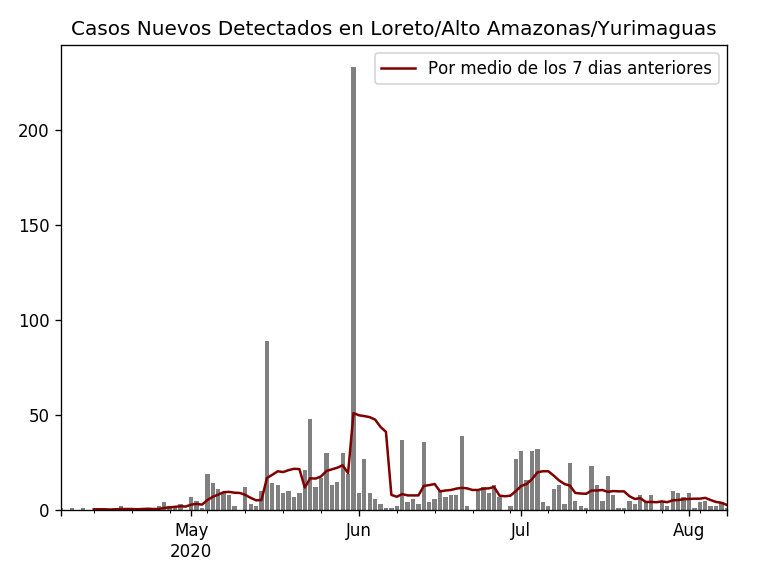 Casos Nuevos Detectados en Loreto/Alto Amazonas/Yurimaguas
Por medio de los 7 dias anteriores
200
150
100
50
0
May
2020
Jun
Jul
Aug